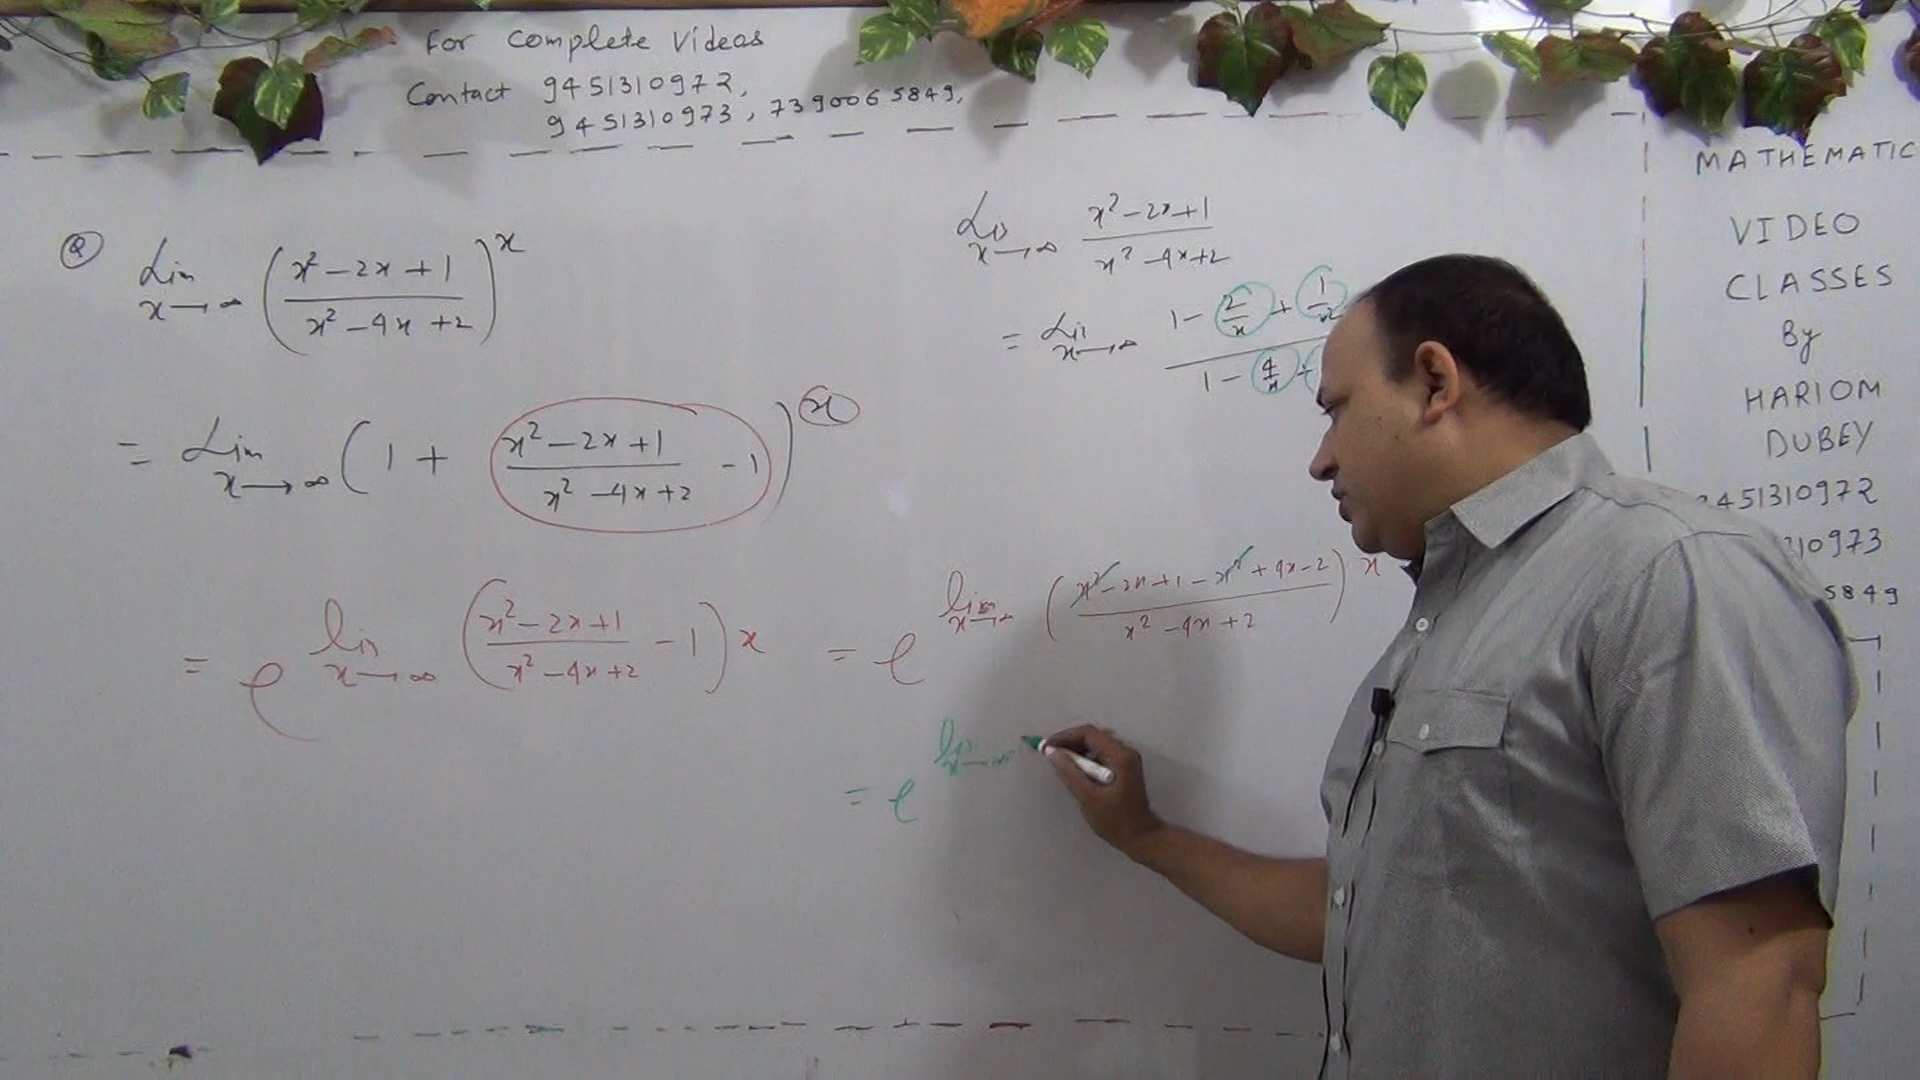 For Complete Videos
Contact 9451310972,
9451310973, 7390065849,
MATHEMATIC
VIDEO
CLASSES
By
HARIOM
DUBEY
9451310972
310973
5849
Q Lim x→∞ ((x²-2x+1)/(x²-4x+2))^x
= Lim x→∞ (1 + (x²-2x+1)/(x²-4x+2) -1)^x
= e^lim x→∞ ((x²-2x+1)/(x²-4x+2) -1)x
Lim x→∞ (x²-2x+1)/(x²-4x+2)
= Lim x→∞ (1-2/x+1/x²)/(1-4/x+
= e^lim x→∞ ((x²-2x+1-x²+4x-2)/(x²-4x+2))x
= e^lim x→∞